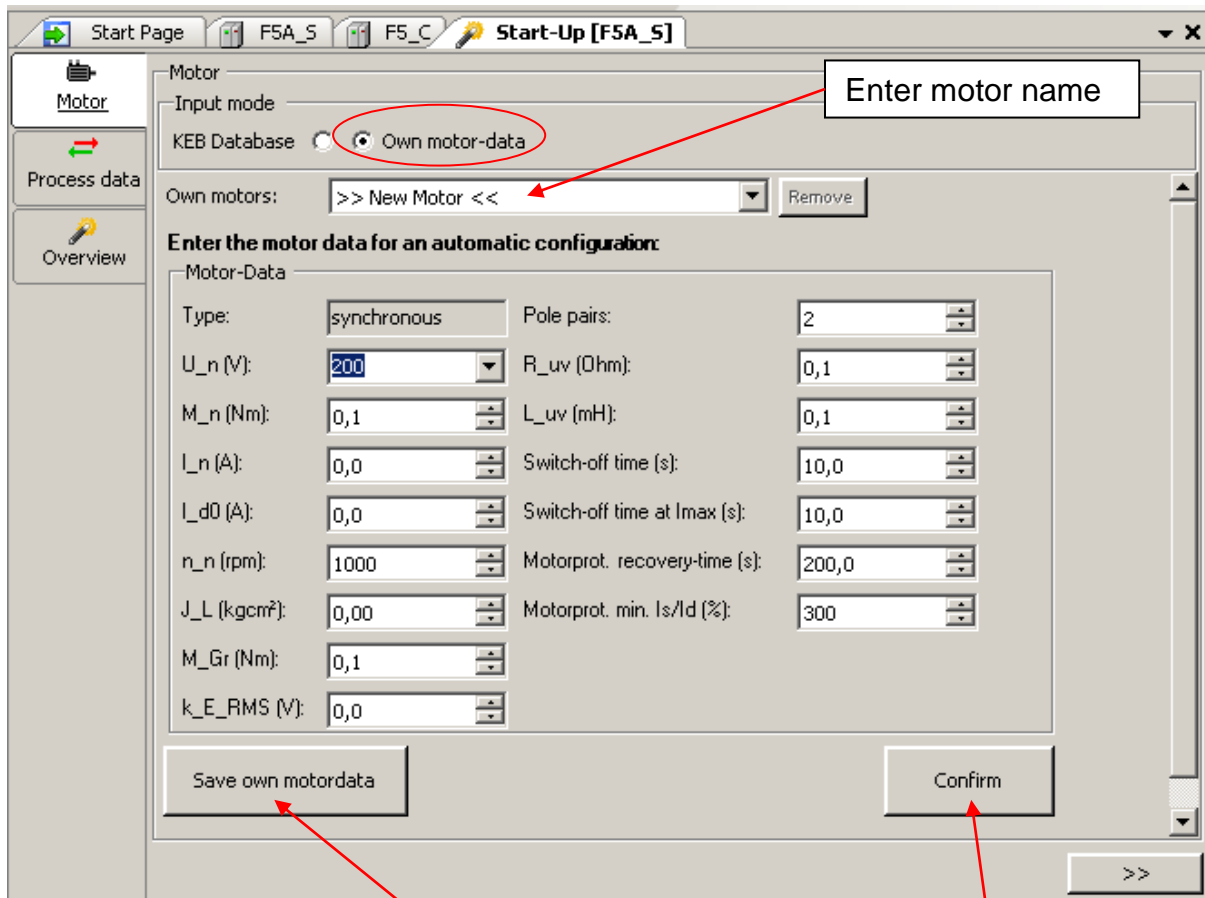 Start Page F5A_S F5_C Start-Up [F5A_S]
Motor
Process data
Overview
Motor
Enter motor name
Input mode
KEB Database Own motor-data
Own motors: >> New Motor << Remove
Enter the motor data for an automatic configuration:
Motor-Data
Type: synchronous Pole pairs: 2
U_n (V): 200 R_uv (Ohm): 0,1
M_n (Nm): 0,1 L_uv (mH): 0,1
I_n (A): 0,0 Switch-off time (s): 10,0
I_d0 (A): 0,0 Switch-off time at Imax (s): 10,0
n_n (rpm): 1000 Motorprot. recovery-time (s): 200,0
J_L (kgcm²): 0,00 Motorprot. min. Is/Id (%): 300
M_Gr (Nm): 0,1
k_E_RMS (V): 0,0
Save own motordata Confirm
>>